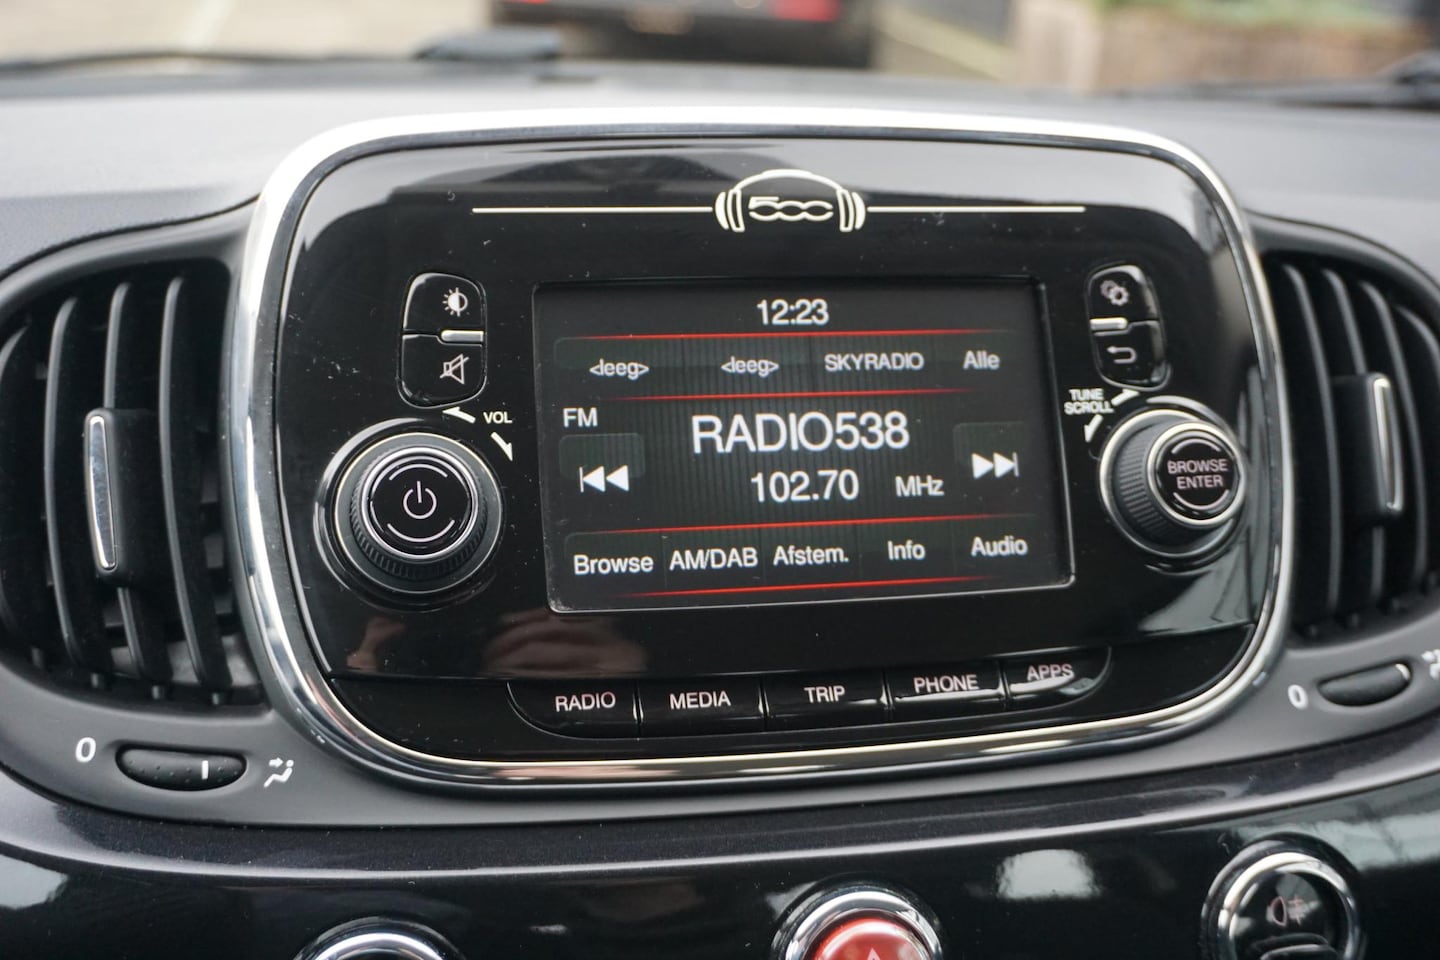 500
12:23
<leeg> <leeg> SKYRADIO Alle
FM
RADIO538
102.70 MHz
Browse AM/DAB Afstem. Info Audio
VOL
TUNE
SCROLL
BROWSE
ENTER
RADIO MEDIA TRIP PHONE APPS
0
0